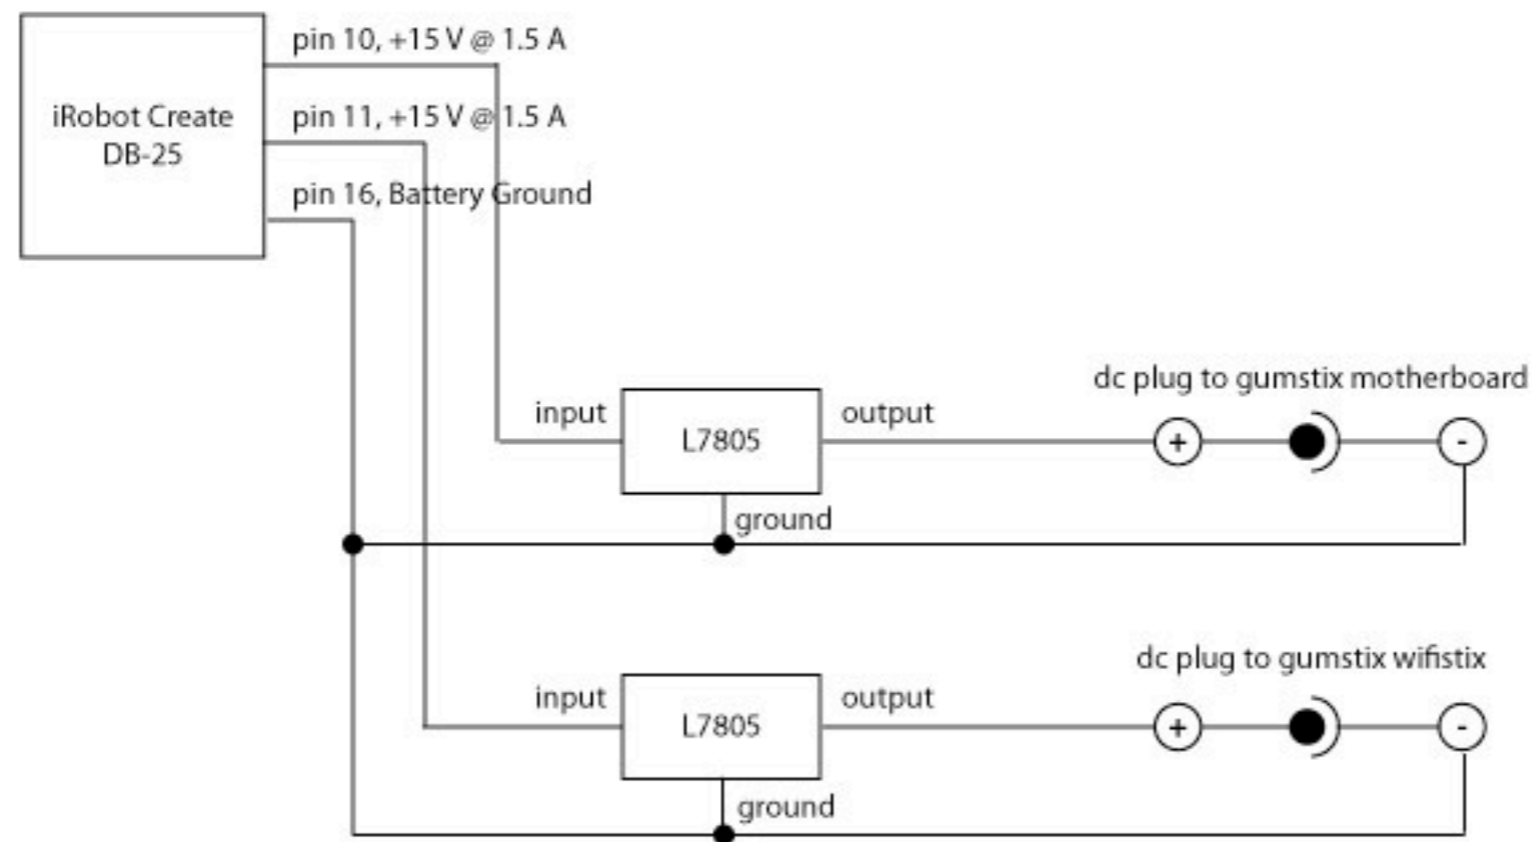 pin 10, +15 V @ 1.5 A
iRobot Create
DB-25
pin 11, +15 V @ 1.5 A
pin 16, Battery Ground
dc plug to gumstix motherboard
input
L7805
output
+
-
ground
dc plug to gumstix wifistix
input
L7805
output
+
-
ground